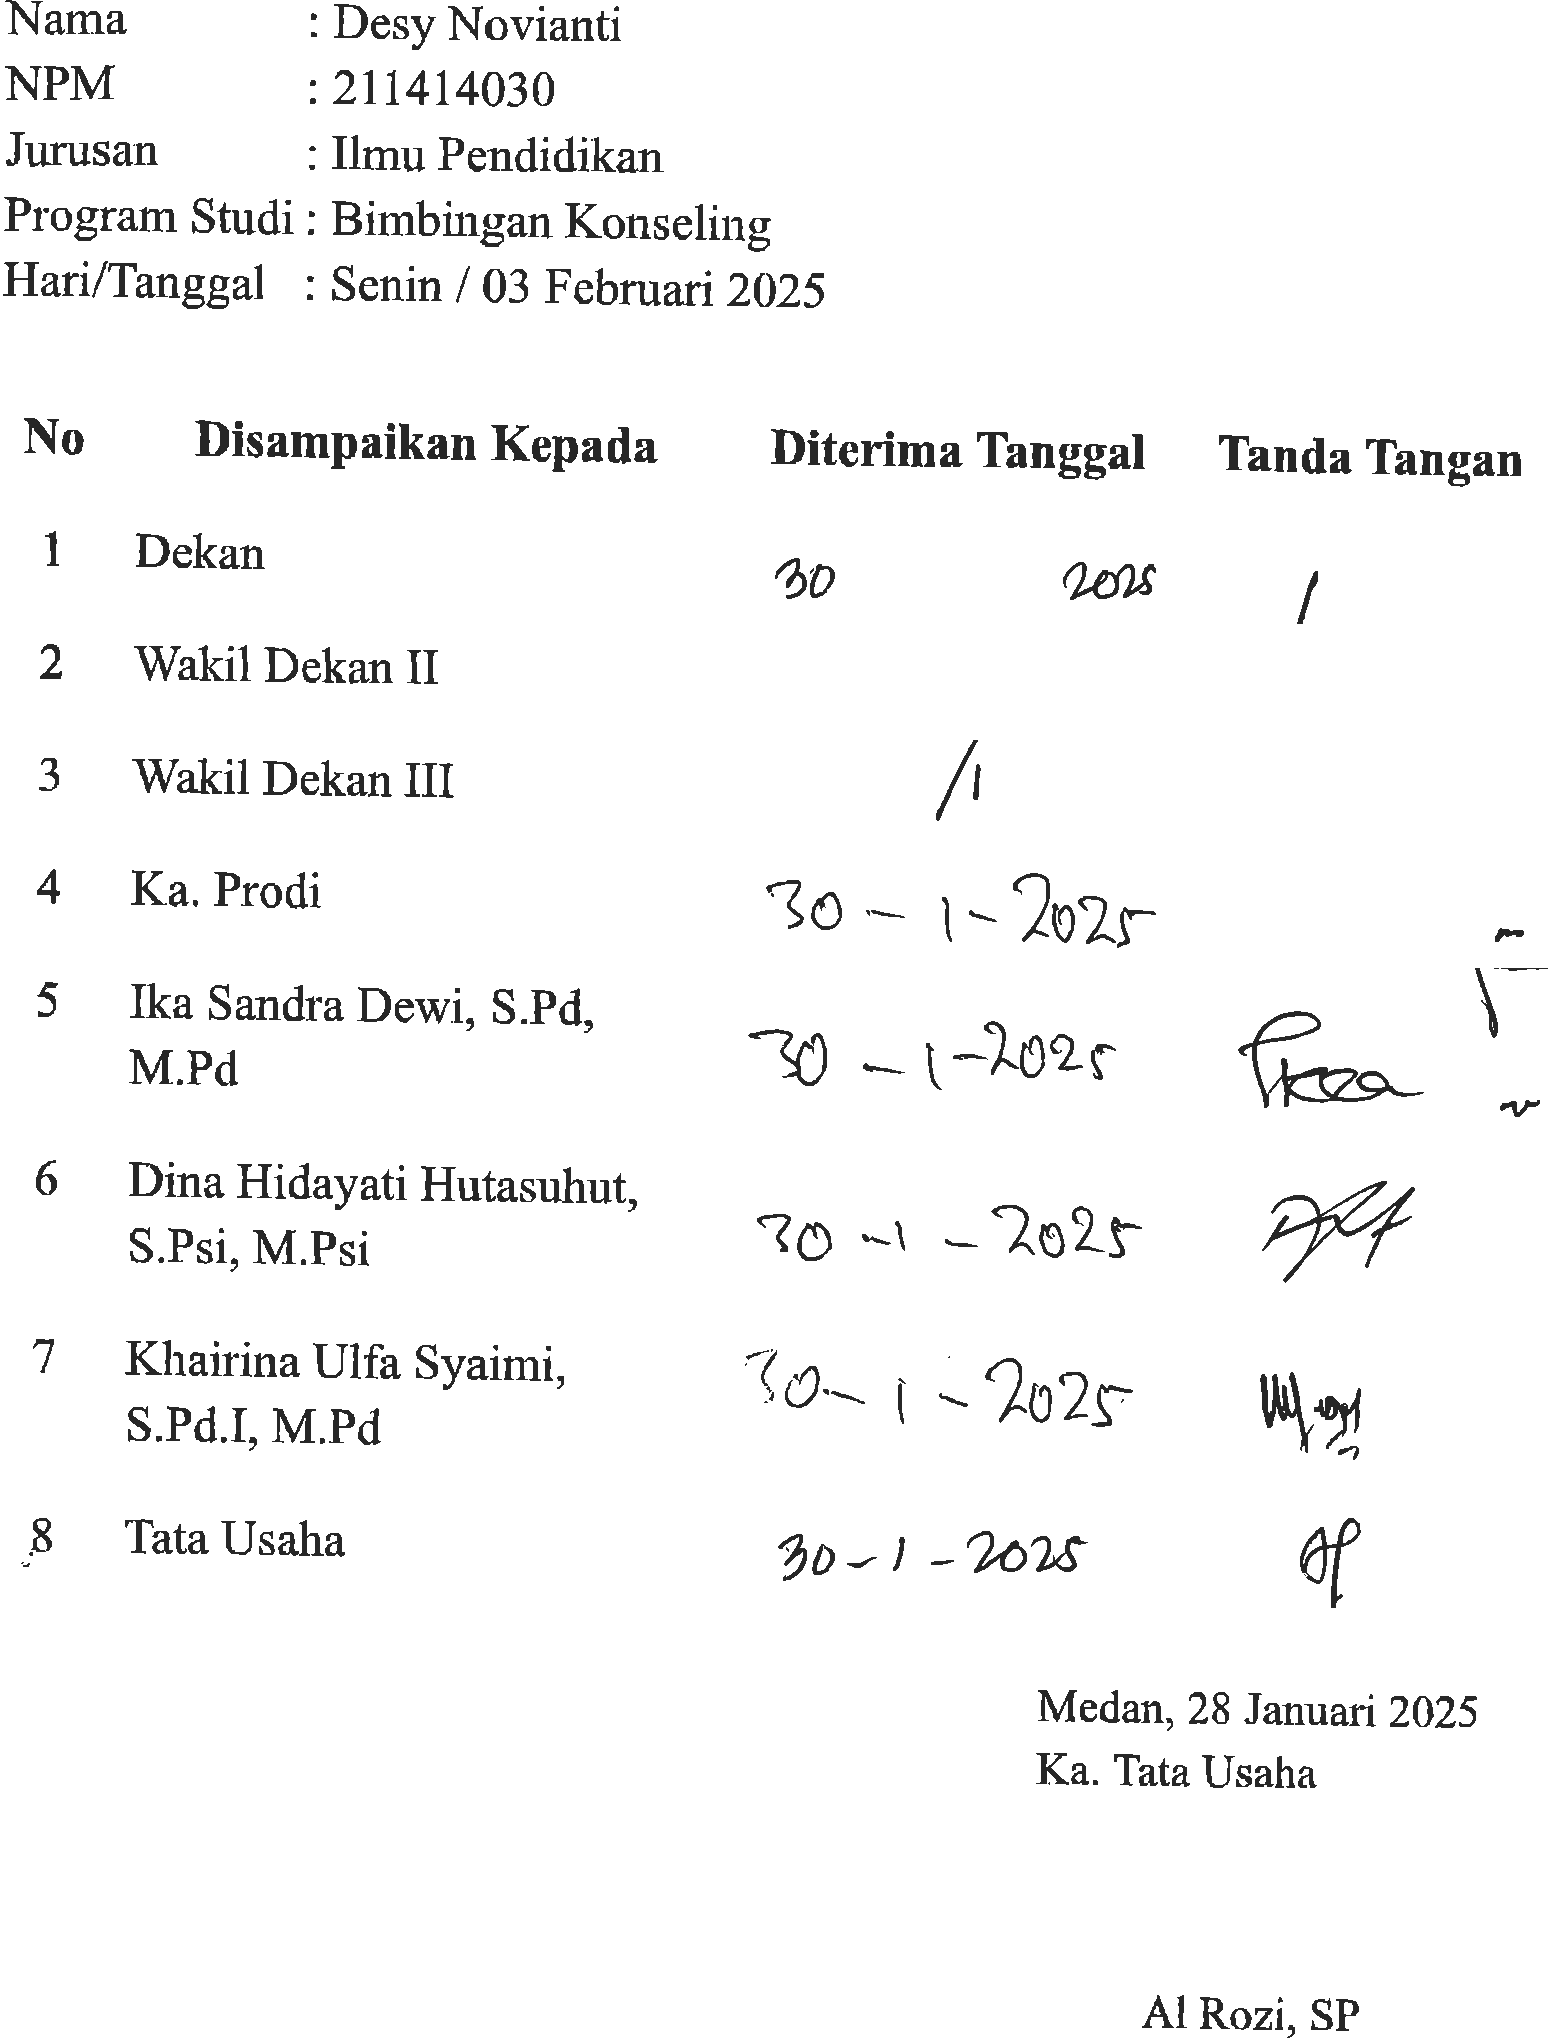 Nama : Desy Novianti
NPM : 211414030
Jurusan : Ilmu Pendidikan
Program Studi : Bimbingan Konseling
Hari/Tanggal : Senin / 03 Februari 2025
No Disampaikan Kepada Diterima Tanggal Tanda Tangan
1 Dekan 30 2025
2 Wakil Dekan II
3 Wakil Dekan III /1
4 Ka. Prodi 30 - 1 - 2025
5 Ika Sandra Dewi, S.Pd,
M.Pd 30 - 1 - 2025
6 Dina Hidayati Hutasuhut,
S.Psi, M.Psi 30 - 1 - 2025
7 Khairina Ulfa Syaimi,
S.Pd.I, M.Pd 30 - 1 - 2025
8 Tata Usaha 30 - 1 - 2025
Medan, 28 Januari 2025
Ka. Tata Usaha
Al Rozi, SP